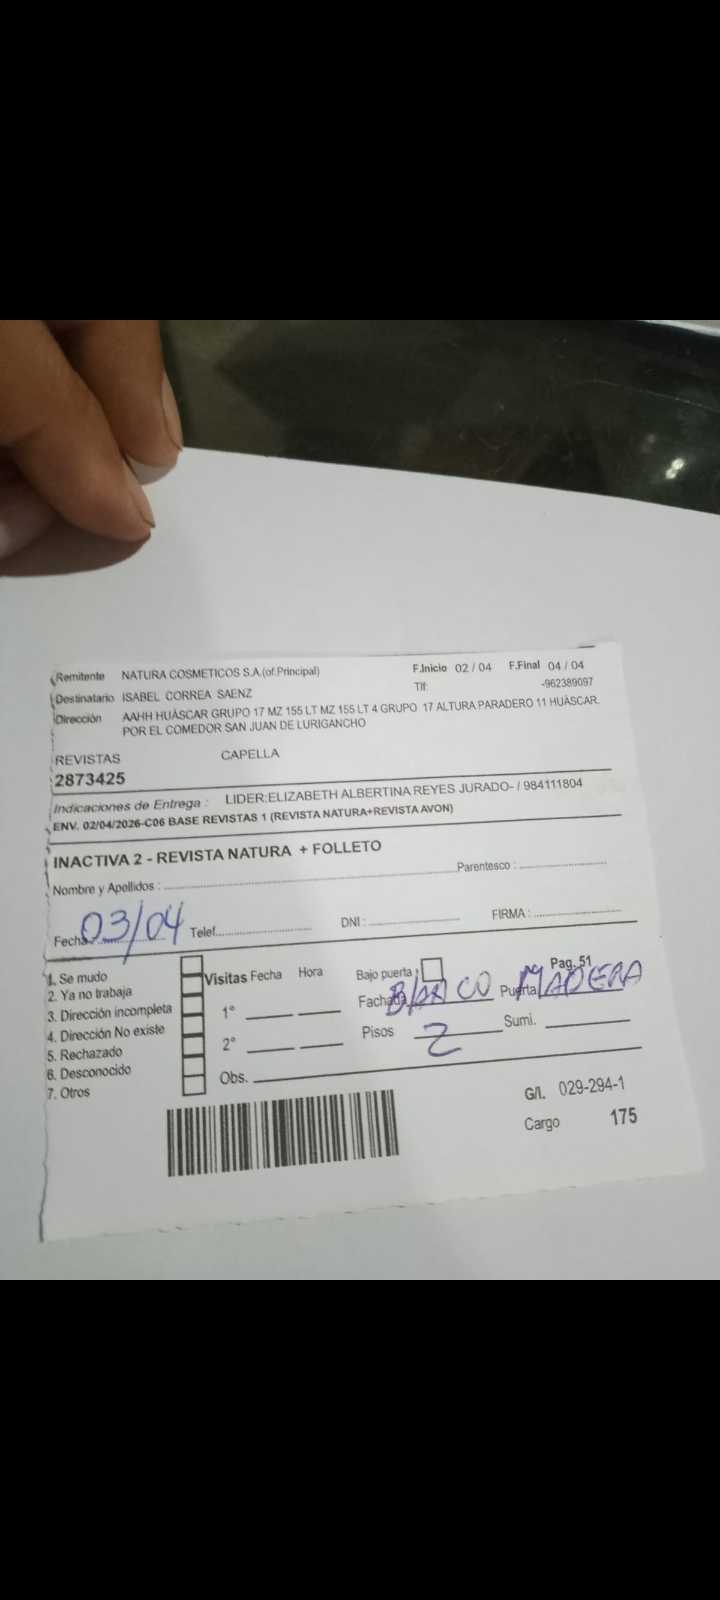 Remitente NATURA COSMETICOS S.A.(of.Principal) F.Inicio 02 / 04 F.Final 04 / 04
Destinatario ISABEL CORREA SAENZ Tlf: -962389097
Dirección AAHH HUÁSCAR GRUPO 17 MZ 155 LT MZ 155 LT 4 GRUPO 17 ALTURA PARADERO 11 HUÁSCAR.
POR EL COMEDOR SAN JUAN DE LURIGANCHO
REVISTAS CAPELLA
2873425
Indicaciones de Entrega : LIDER:ELIZABETH ALBERTINA REYES JURADO- / 984111804
ENV. 02/04/2026-C06 BASE REVISTAS 1 (REVISTA NATURA+REVISTA AVON)
INACTIVA 2 - REVISTA NATURA + FOLLETO
Nombre y Apellidos : Parentesco :
Fecha 03/04 Telef. DNI : FIRMA :
1. Se mudo
2. Ya no trabaja
3. Dirección incompleta
4. Dirección No existe
5. Rechazado
6. Desconocido
7. Otros
Visitas Fecha Hora Bajo puerta : Pag. 51
1° Fachada BLANCO Puerta MADERA
2° Pisos 2 Sumi.
Obs.
G/I. 029-294-1
Cargo 175